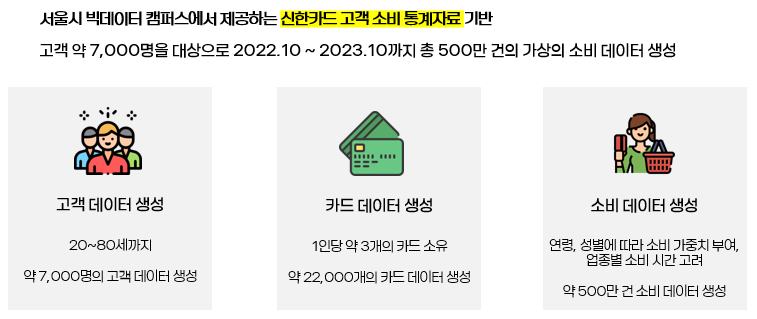 서울시 빅데이터 캠퍼스에서 제공하는 신한카드 고객 소비 통계자료 기반
고객 약 7,000명을 대상으로 2022.10 ~ 2023.10까지 총 500만 건의 가상의 소비 데이터 생성
고객 데이터 생성
20~80세까지
약 7,000명의 고객 데이터 생성
카드 데이터 생성
1인당 약 3개의 카드 소유
약 22,000개의 카드 데이터 생성
소비 데이터 생성
연령, 성별에 따라 소비 가중치 부여,
업종별 소비 시간 고려
약 500만 건 소비 데이터 생성